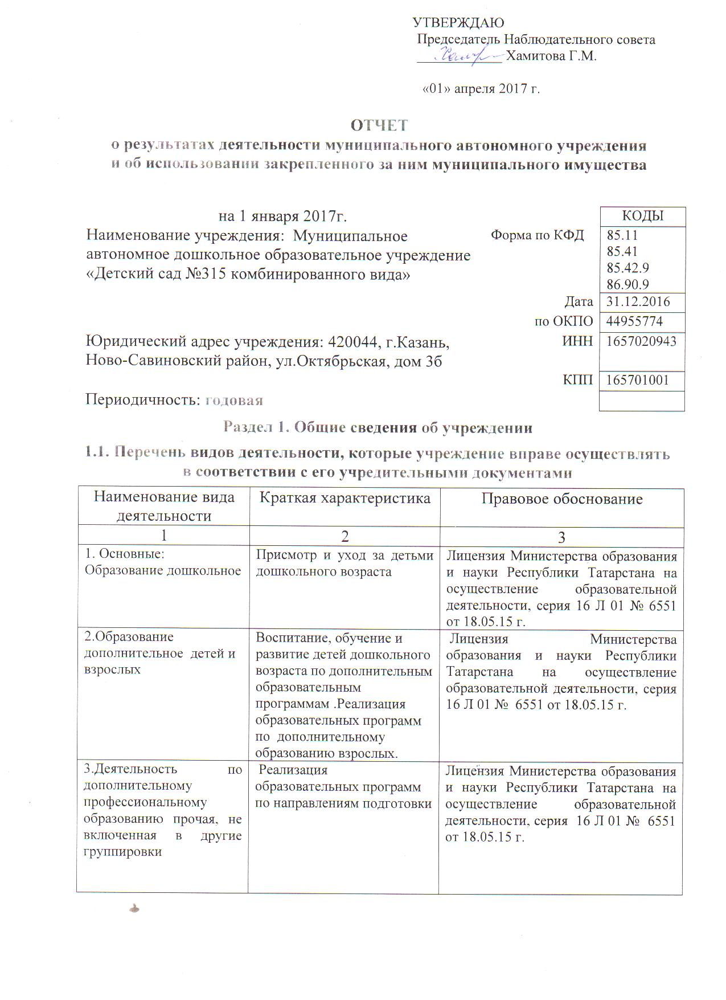 УТВЕРЖДАЮ
Председатель Наблюдательного совета
Хамитова Г.М.
«01» апреля 2017 г.
ОТЧЕТ
о результатах деятельности муниципального автономного учреждения
и об использовании закрепленного за ним муниципального имущества
на 1 января 2017г.
КОДЫ
Наименование учреждения: Муниципальное
автономное дошкольное образовательное учреждение
«Детский сад №315 комбинированного вида»
Форма по КФД
85.11
85.41
85.42.9
86.90.9
Дата 31.12.2016
по ОКПО 44955774
Юридический адрес учреждения: 420044, г.Казань,
Ново-Савиновский район, ул.Октябрьская, дом 3б
ИНН 1657020943
КПП 165701001
Периодичность: годовая
Раздел 1. Общие сведения об учреждении
1.1. Перечень видов деятельности, которые учреждение вправе осуществлять
в соответствии с его учредительными документами
Наименование вида
деятельности
Краткая характеристика
Правовое обоснование
1
2
3
1. Основные:
Образование дошкольное
Присмотр и уход за детьми
дошкольного возраста
Лицензия Министерства образования
и науки Республики Татарстана на
осуществление образовательной
деятельности, серия 16 Л 01 № 6551
от 18.05.15 г.
2.Образование
дополнительное детей и
взрослых
Воспитание, обучение и
развитие детей дошкольного
возраста по дополнительным
образовательным
программам .Реализация
образовательных программ
по дополнительному
образованию взрослых.
Лицензия Министерства
образования и науки Республики
Татарстана на осуществление
образовательной деятельности, серия
16 Л 01 № 6551 от 18.05.15 г.
3.Деятельность по
дополнительному
профессиональному
образованию прочая, не
включенная в другие
группировки
Реализация
образовательных программ
по направлениям подготовки
Лицензия Министерства образования
и науки Республики Татарстана на
осуществление образовательной
деятельности, серия 16 Л 01 № 6551
от 18.05.15 г.